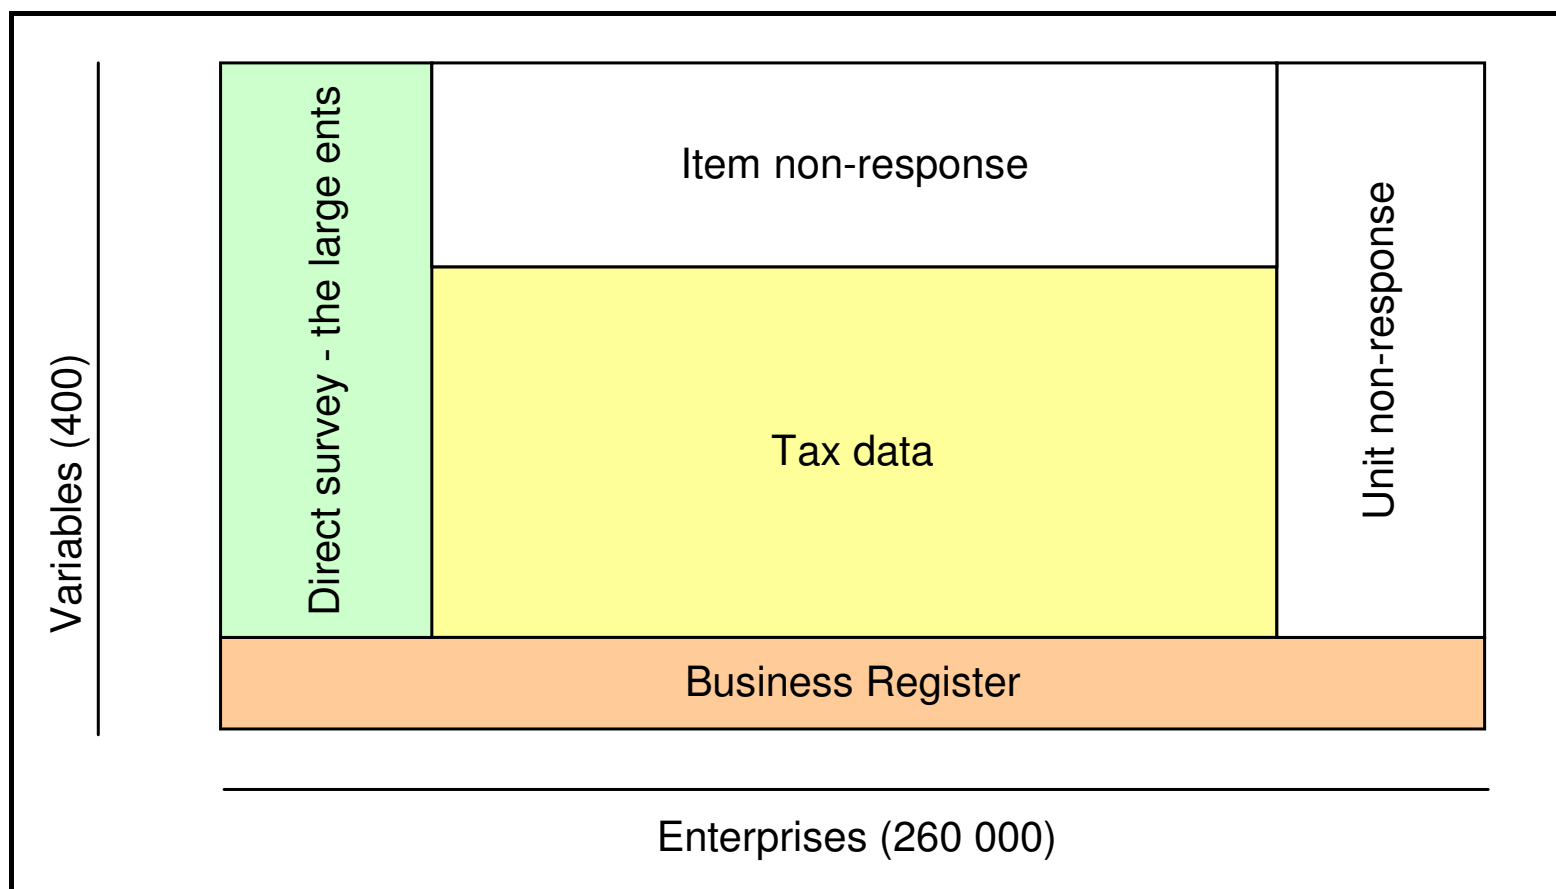 Variables (400)
Direct survey - the large ents
Item non-response
Tax data
Unit non-response
Business Register
Enterprises (260 000)